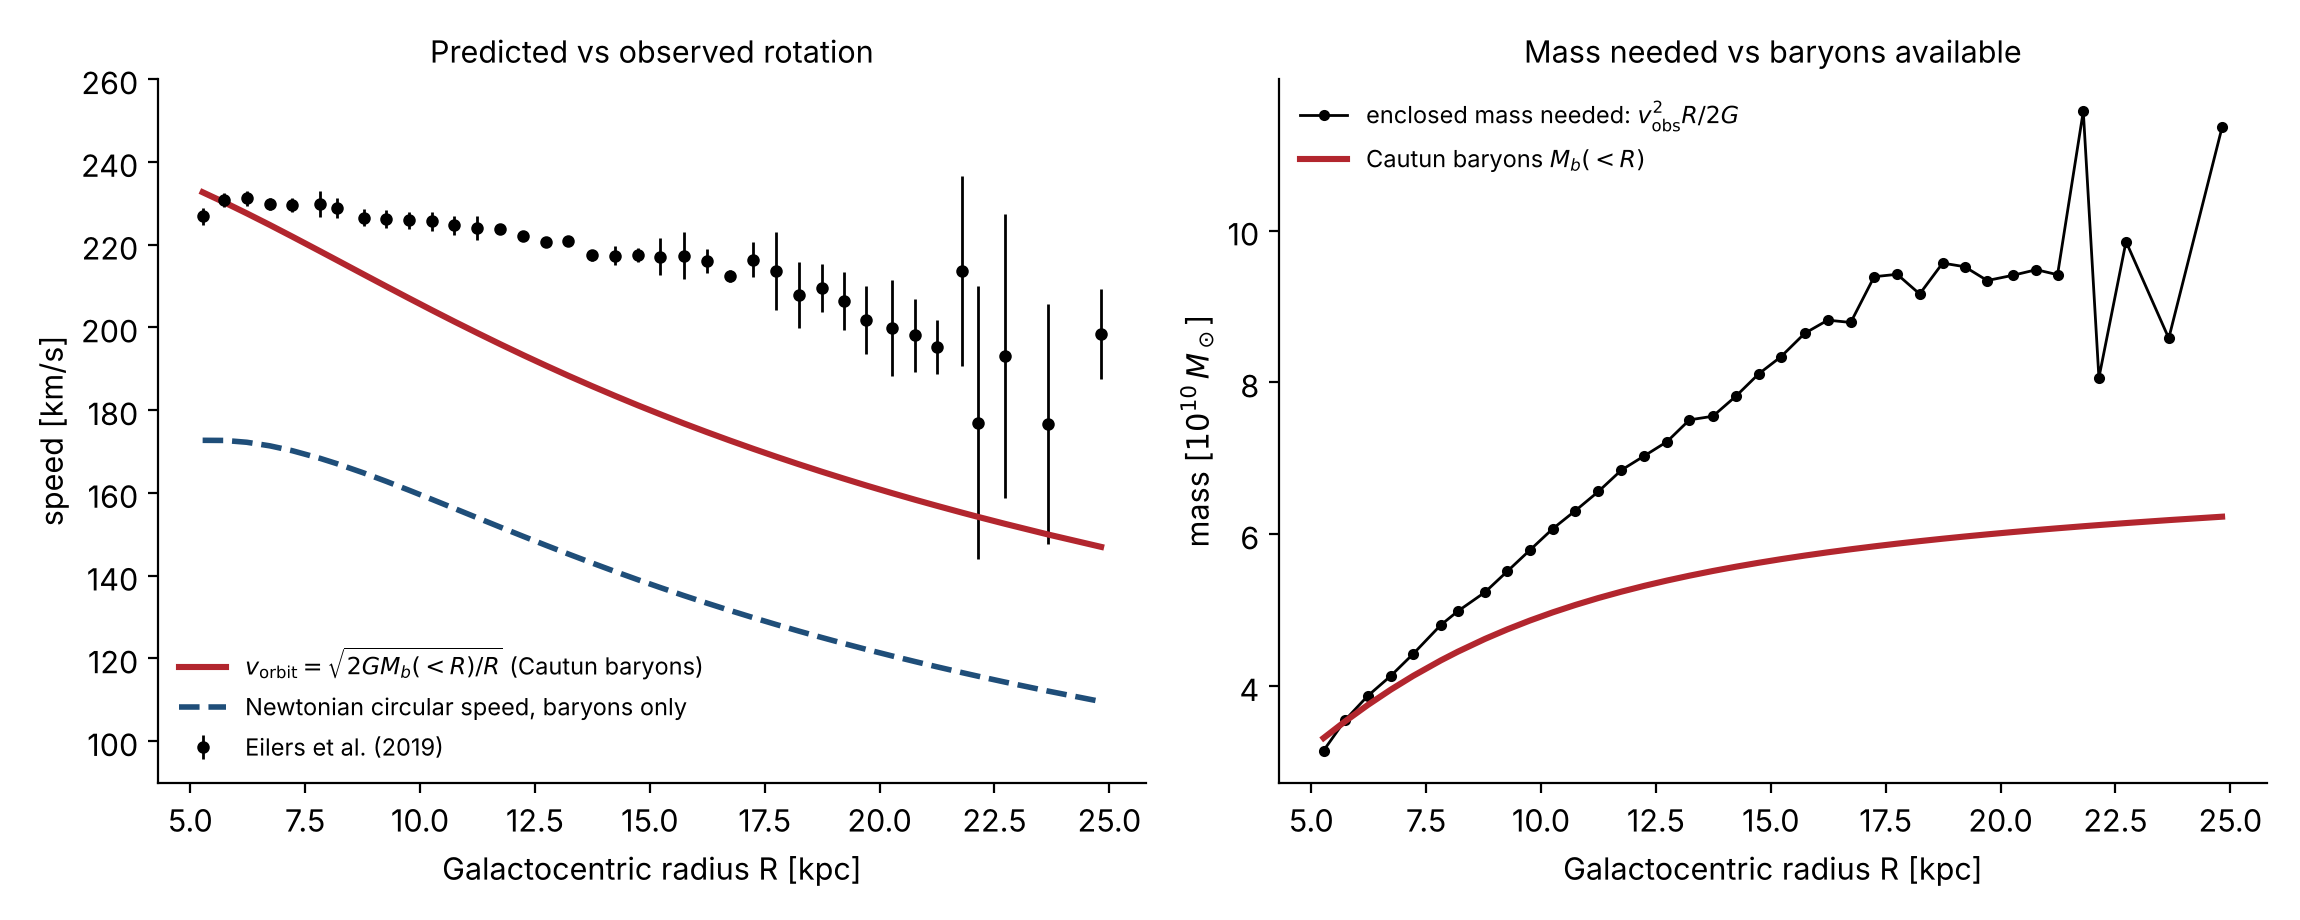 Predicted vs observed rotation
260
240
220
200
180
160
140
120
100
speed [km/s]
v_orbit = √2GM_b(< R)/R (Cautun baryons)
Newtonian circular speed, baryons only
Eilers et al. (2019)
5.0 7.5 10.0 12.5 15.0 17.5 20.0 22.5 25.0
Galactocentric radius R [kpc]
Mass needed vs baryons available
enclosed mass needed: v²_obs R/2G
Cautun baryons M_b(< R)
10
8
6
4
mass [10¹⁰ M_⊙]
5.0 7.5 10.0 12.5 15.0 17.5 20.0 22.5 25.0
Galactocentric radius R [kpc]